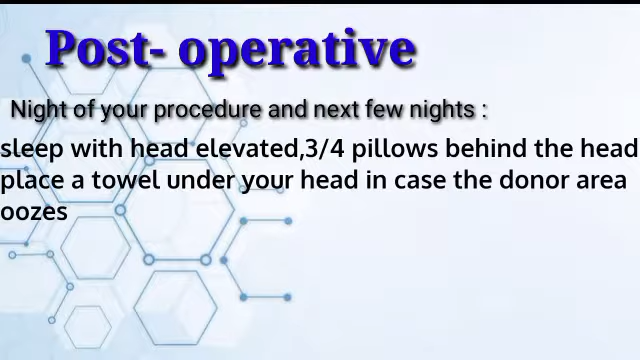 Post- operative
Night of your procedure and next few nights :
sleep with head elevated,3/4 pillows behind the head
place a towel under your head in case the donor area
oozes